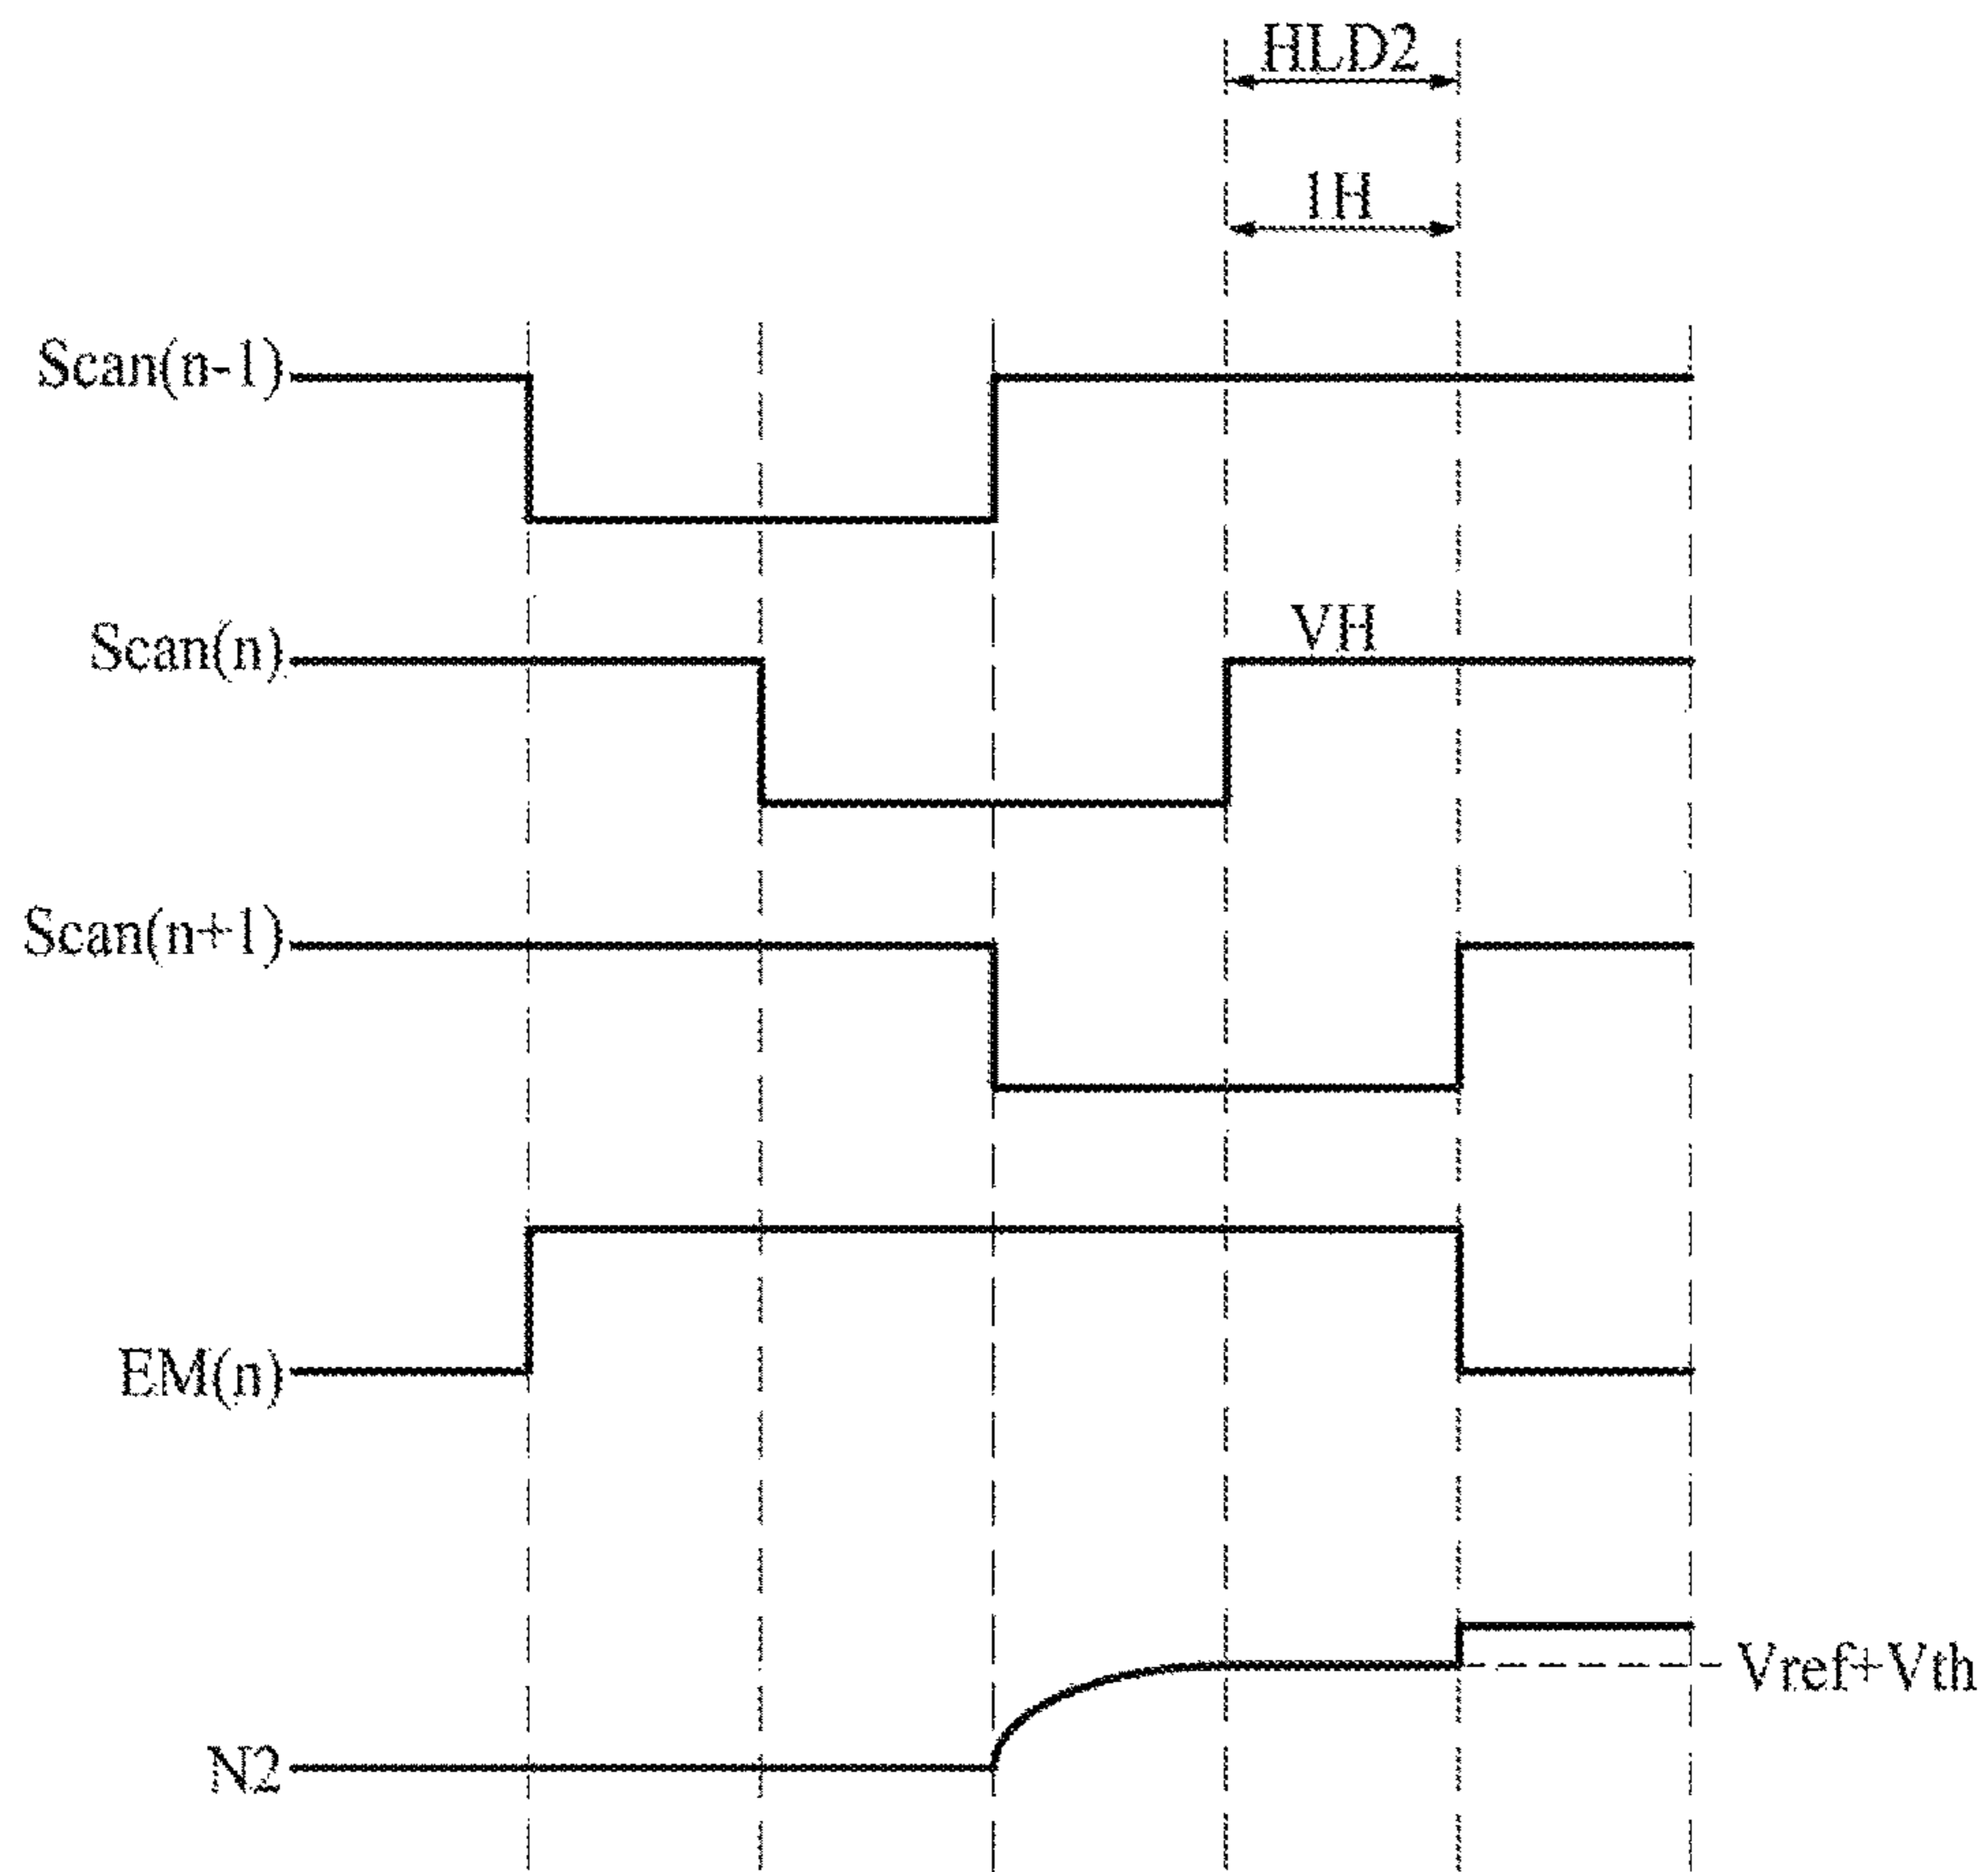 HLD2
1H
Scan(n-1)
VH
Scan(n)
Scan(n+1)
EM(n)
Vref+Vth
N2